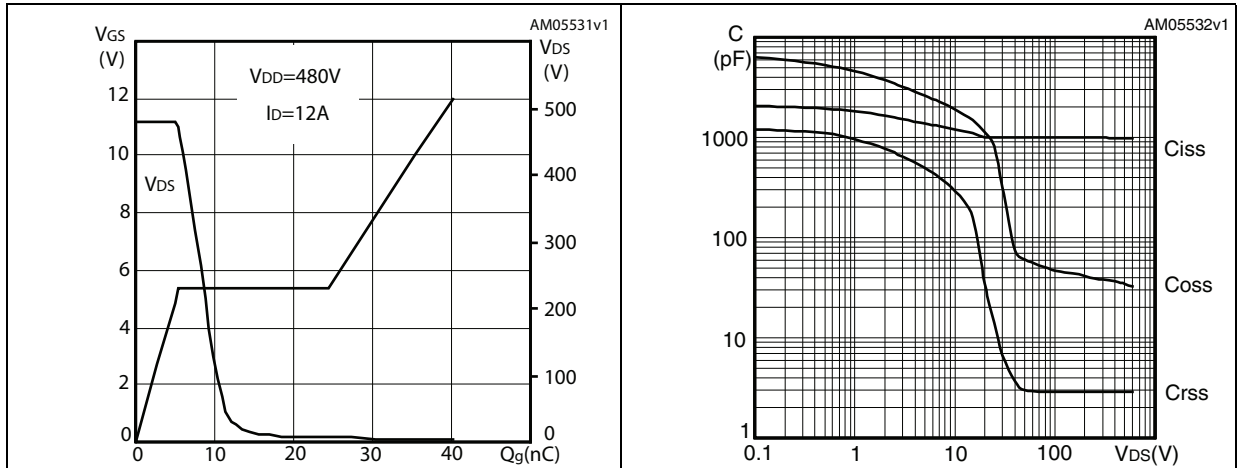 AM05531v1
VGS
(V)
VDS
(V)
VDD=480V
ID=12A
12
10
8
6
4
2
0
VDS
500
400
300
200
100
0
0 10 20 30 40 Qg(nC)
AM05532v1
C
(pF)
1000
100
10
1
Ciss
Coss
Crss
0.1 1 10 100 VDS(V)